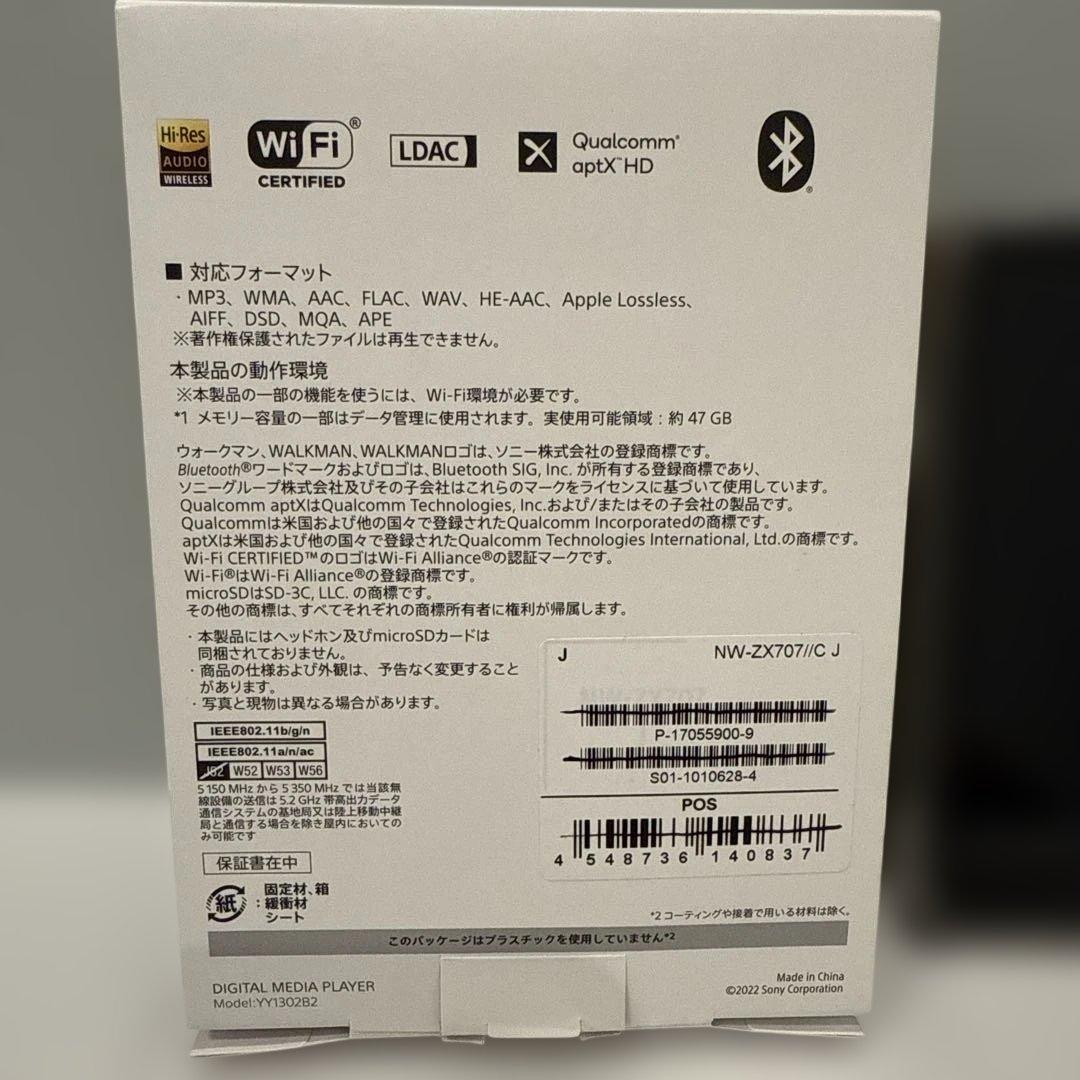 Hi-Res
AUDIO
WIRELESS
Wi Fi®
CERTIFIED
LDAC
Qualcomm®
aptX™ HD
■ 対応フォーマット
・MP3、WMA、AAC、FLAC、WAV、HE-AAC、Apple Lossless、
AIFF、DSD、MQA、APE
※著作権保護されたファイルは再生できません。
本製品の動作環境
※本製品の一部の機能を使うには、Wi-Fi環境が必要です。
*1 メモリー容量の一部はデータ管理に使用されます。実使用可能領域：約 47 GB
ウォークマン、WALKMAN、WALKMANロゴは、ソニー株式会社の登録商標です。
Bluetooth®ワードマークおよびロゴは、Bluetooth SIG, Inc. が所有する登録商標であり、
ソニーグループ株式会社及びその子会社はこれらのマークをライセンスに基づいて使用しています。
Qualcomm aptXはQualcomm Technologies, Inc.および/またはその子会社の製品です。
Qualcommは米国および他の国々で登録されたQualcomm Incorporatedの商標です。
aptXは米国および他の国々で登録されたQualcomm Technologies International, Ltd.の商標です。
Wi-Fi CERTIFIED™のロゴはWi-Fi Alliance®の認証マークです。
Wi-Fi®はWi-Fi Alliance®の登録商標です。
microSDはSD-3C, LLC. の商標です。
その他の商標は、すべてそれぞれの商標所有者に権利が帰属します。
・本製品にはヘッドホン及びmicroSDカードは
同梱されておりません。
・商品の仕様および外観は、予告なく変更すること
があります。
・写真と現物は異なる場合があります。
IEEE802.11b/g/n
IEEE802.11a/n/ac
J52 W52 W53 W56
5 150 MHz から 5 350 MHz では当該無
線設備の送信は 5.2 GHz 帯高出力データ
通信システムの基地局又は陸上移動中継
局と通信する場合を除き屋内においての
み可能です
保証書在中
紙
固定材、箱
：緩衝材
シート
J NW-ZX707//C J
P-17055900-9
S01-1010628-4
POS
4 548736 140837
*2 コーティングや接着で用いる材料は除く。
このパッケージはプラスチックを使用していません*2
DIGITAL MEDIA PLAYER
Model:YY1302B2
Made in China
©2022 Sony Corporation